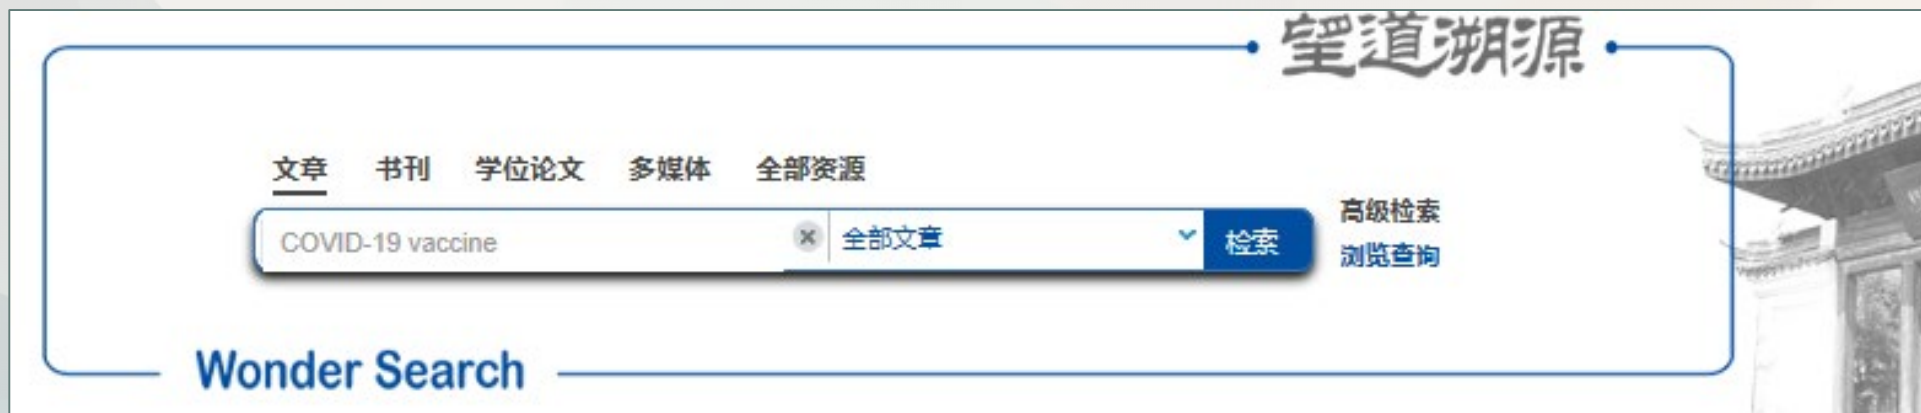 望道溯源
文章 书刊 学位论文 多媒体 全部资源
COVID-19 vaccine 全部文章 检索
高级检索
浏览查询
Wonder Search